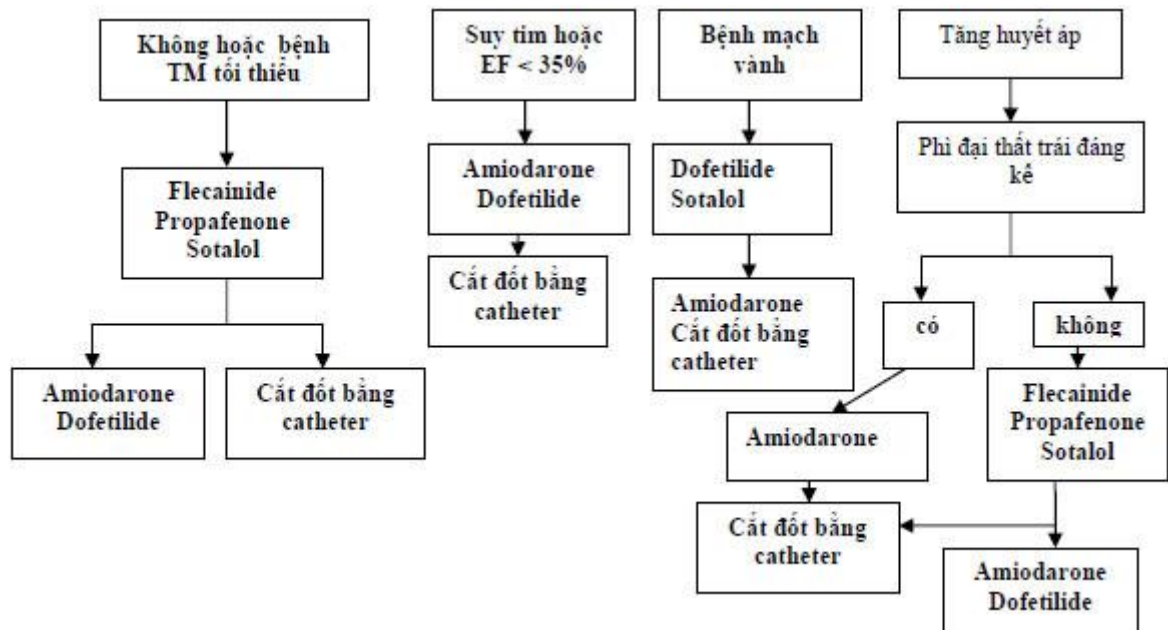 Không hoặc bệnh
TM tối thiểu
Suy tim hoặc
EF < 35%
Bệnh mạch
vành
Tăng huyết áp
Flecainide
Propafenone
Sotalol
Amiodarone
Dofetilide
Dofetilide
Sotalol
Phì đại thất trái đáng
kể
Cắt đốt bằng
catheter
Amiodarone
Cắt đốt bằng
catheter
có
không
Amiodarone
Dofetilide
Cắt đốt bằng
catheter
Amiodarone
Flecainide
Propafenone
Sotalol
Cắt đốt bằng
catheter
Amiodarone
Dofetilide